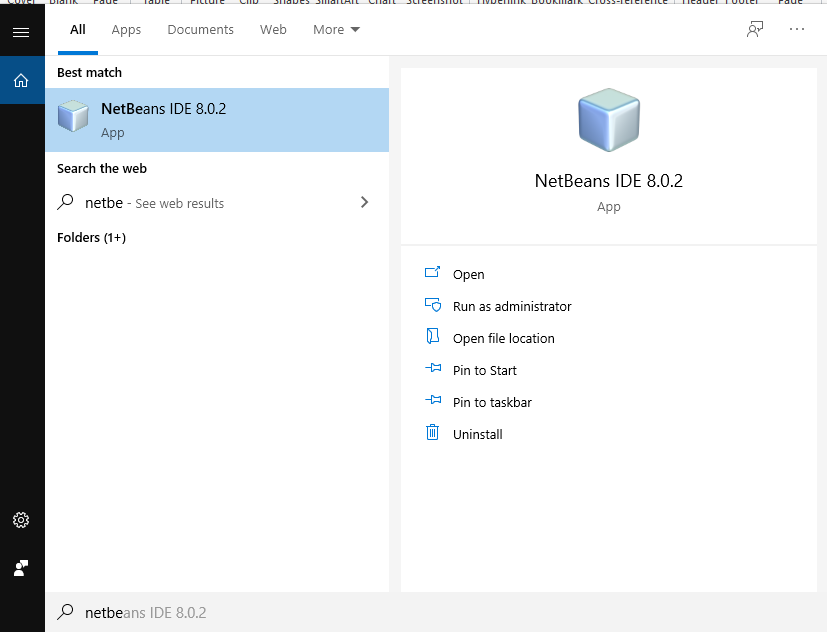 Cover Blank Page Table Picture Clip Shapes SmartArt Chart Screenshot Hyperlink Bookmark Cross-reference Header Footer Page
All Apps Documents Web More
Best match
NetBeans IDE 8.0.2
App
Search the web
netbe - See web results
Folders (1+)
NetBeans IDE 8.0.2
App
Open
Run as administrator
Open file location
Pin to Start
Pin to taskbar
Uninstall
netbeans IDE 8.0.2